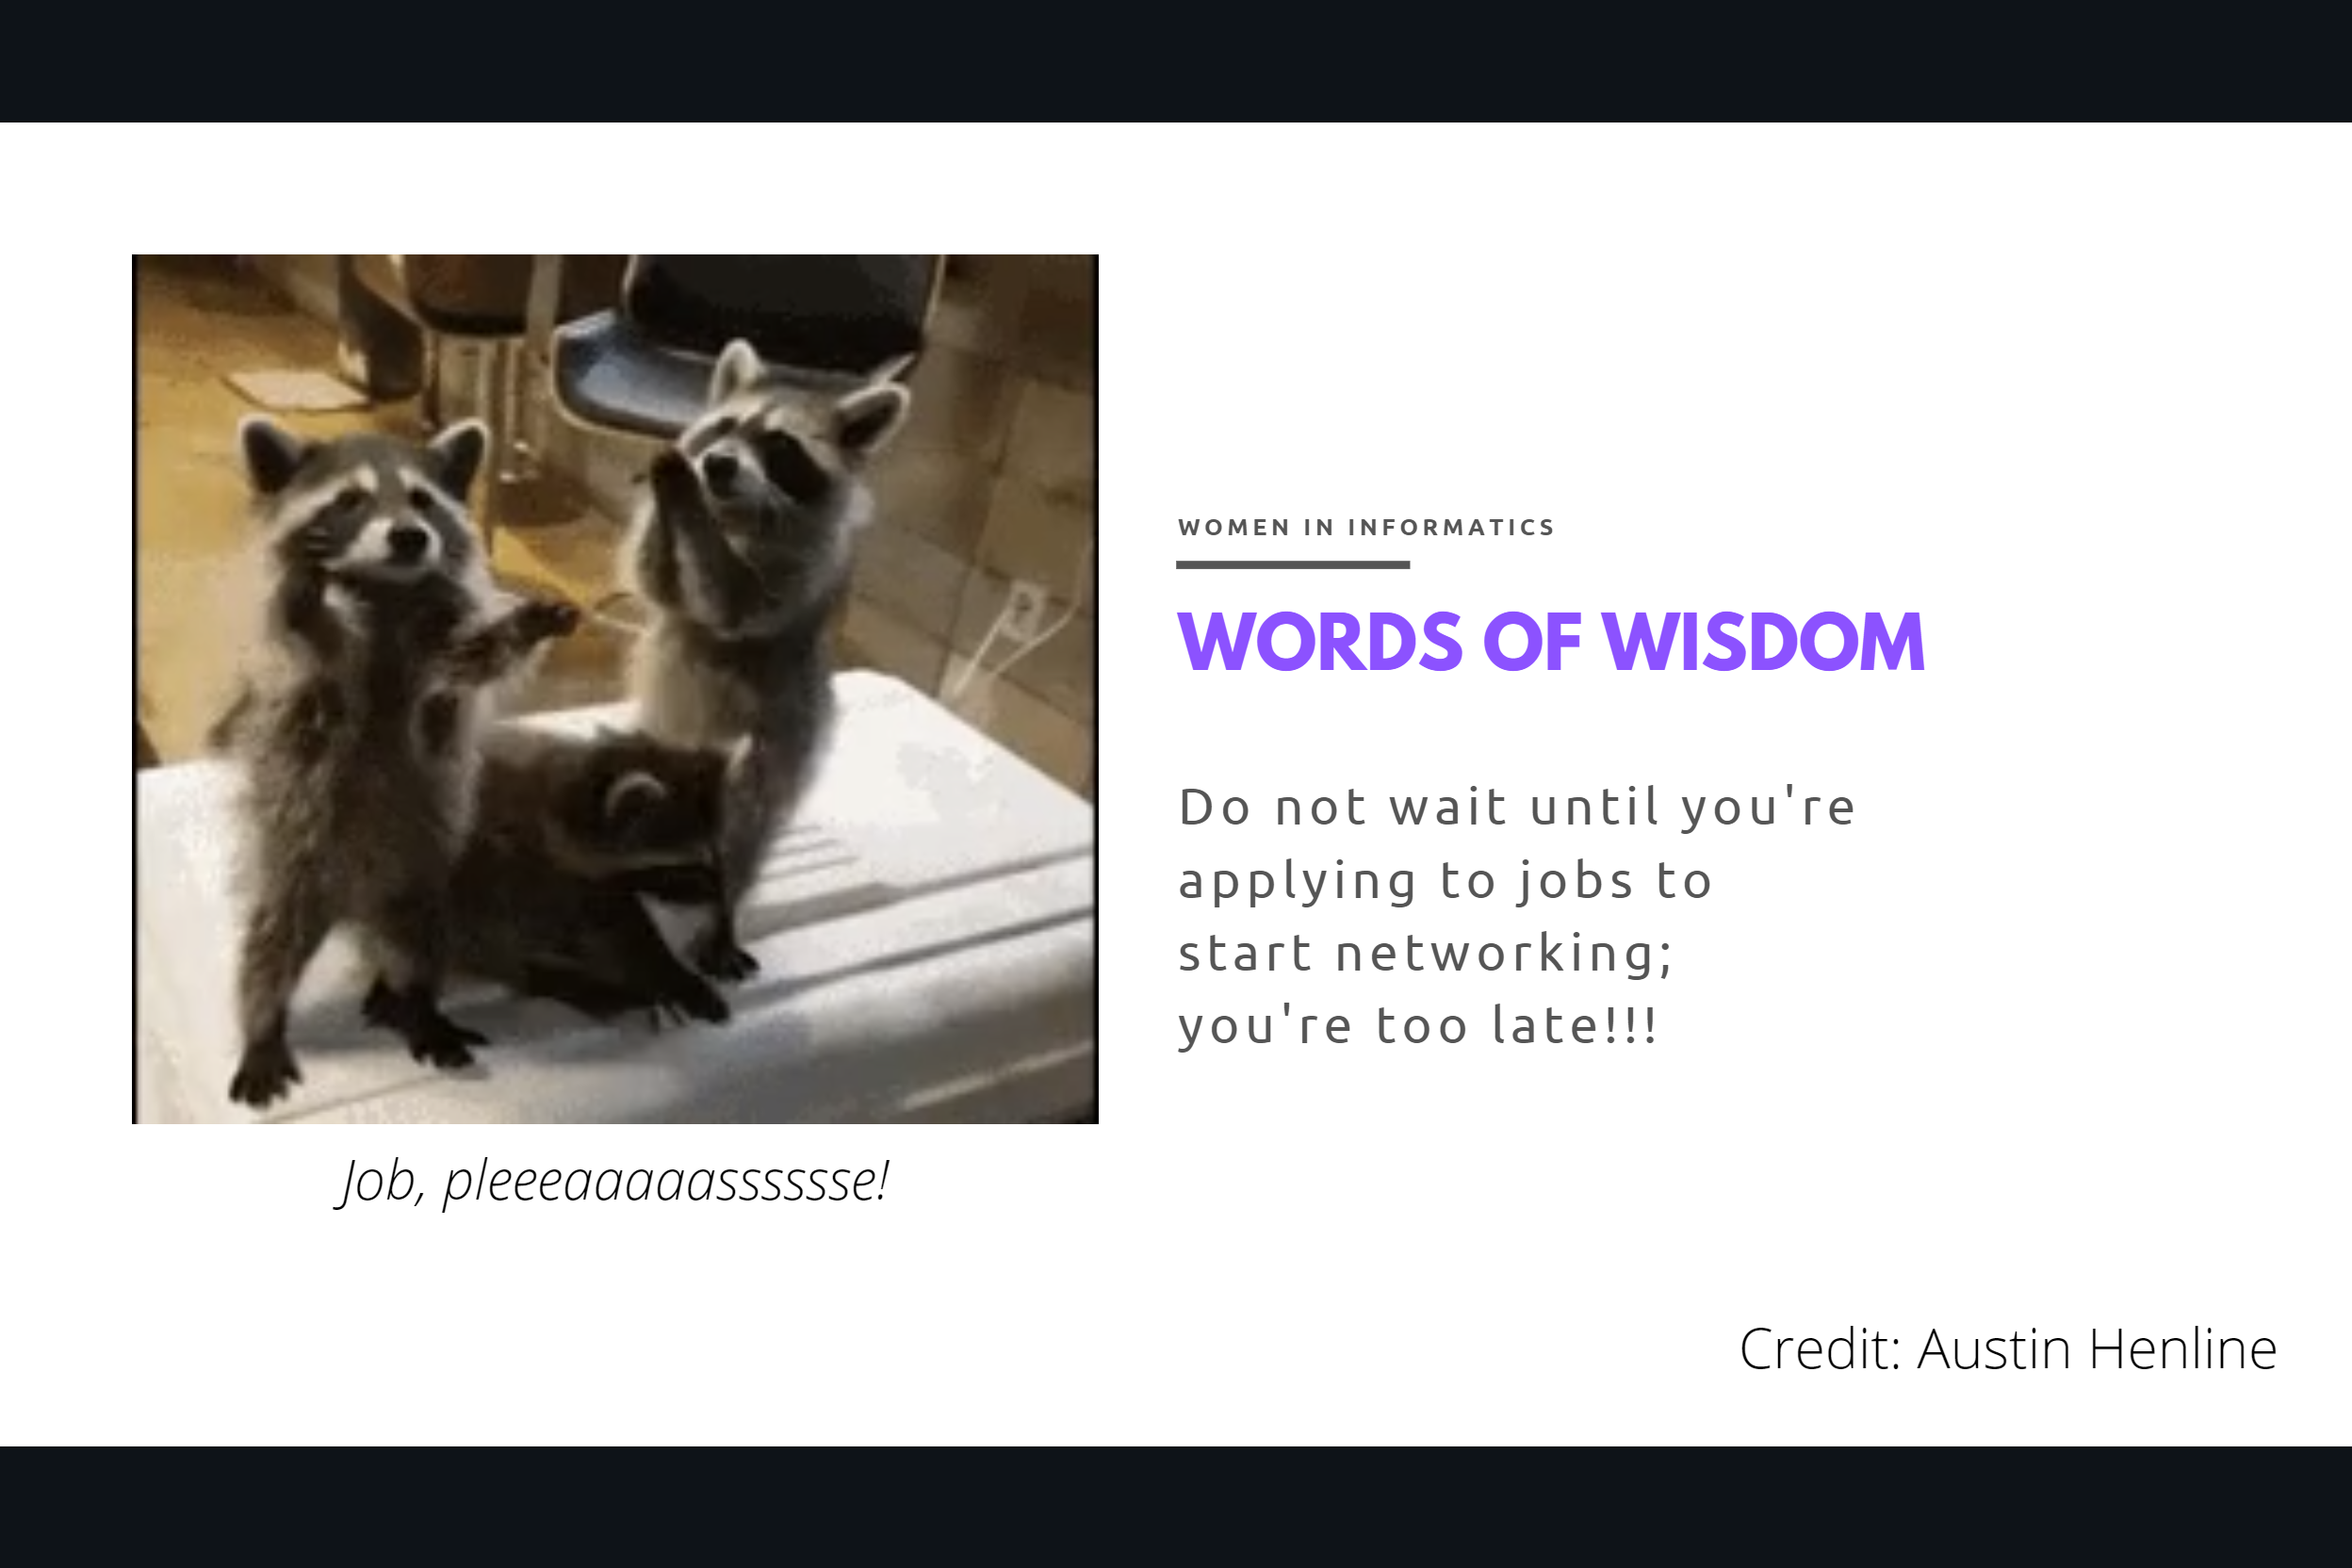 WOMEN IN INFORMATICS
WORDS OF WISDOM
Do not wait until you're
applying to jobs to
start networking;
you're too late!!!
Job, pleeeaaaaasssssse!
Credit: Austin Henline